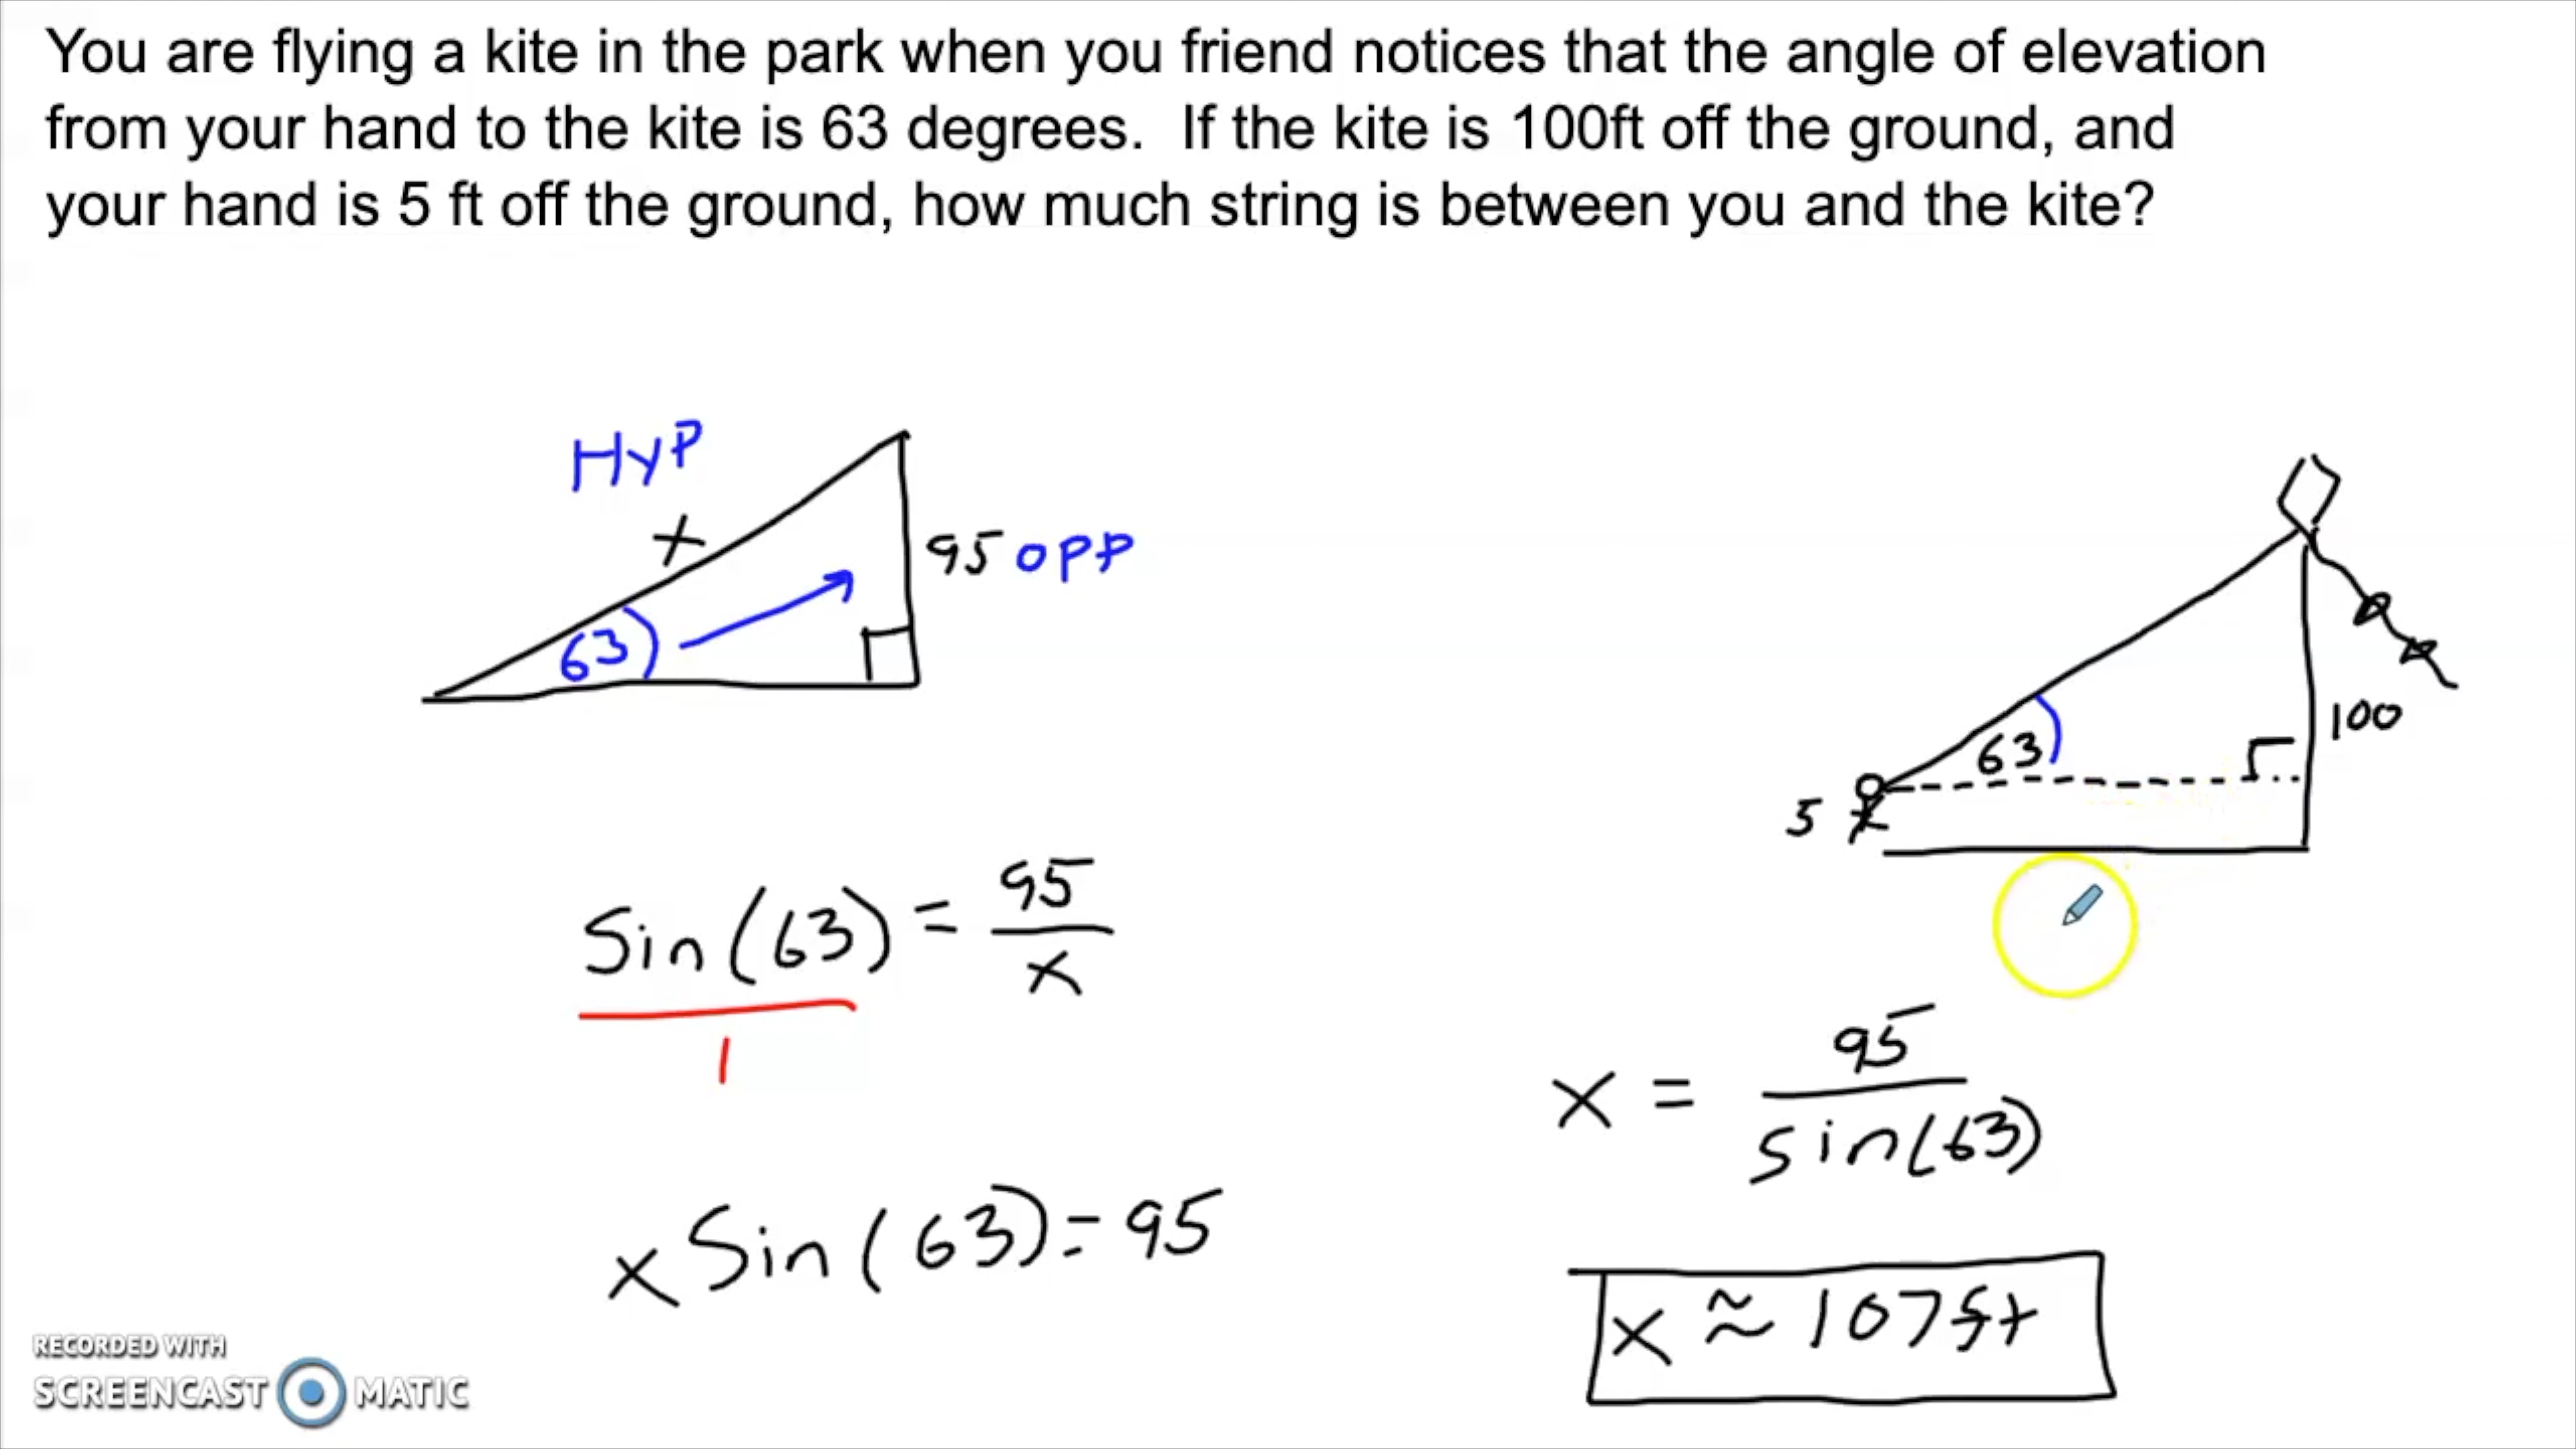 You are flying a kite in the park when you friend notices that the angle of elevation
from your hand to the kite is 63 degrees.  If the kite is 100ft off the ground, and
your hand is 5 ft off the ground, how much string is between you and the kite?
HyP
x
95 opp
63
63
100
5
Sin(63) = 95/x
1
x Sin(63) = 95
x = 95/sin(63)
x ≈ 107ft
RECORDED WITH
SCREENCAST MATIC